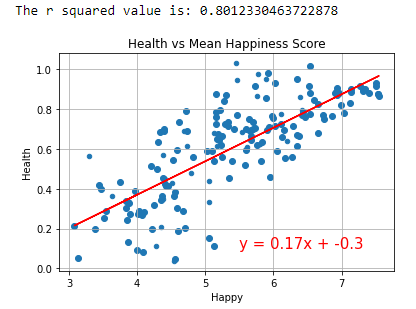 The r squared value is: 0.8012330463722878
Health vs Mean Happiness Score
1.0
0.8
0.6
0.4
0.2
0.0
Health
y = 0.17x + -0.3
3 4 5 6 7
Happy